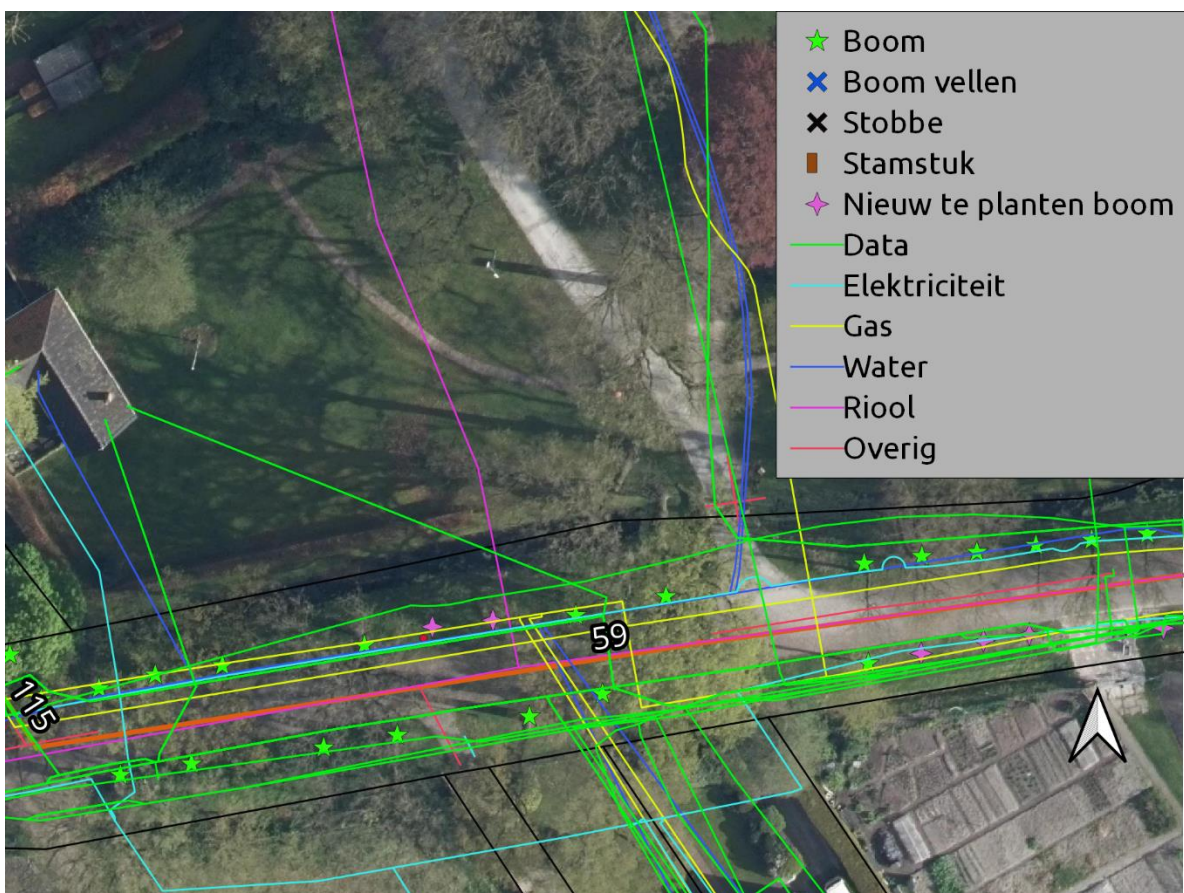 Boom
Boom vellen
Stobbe
Stamstuk
Nieuw te planten boom
Data
Elektriciteit
Gas
Water
Riool
Overig
59
115